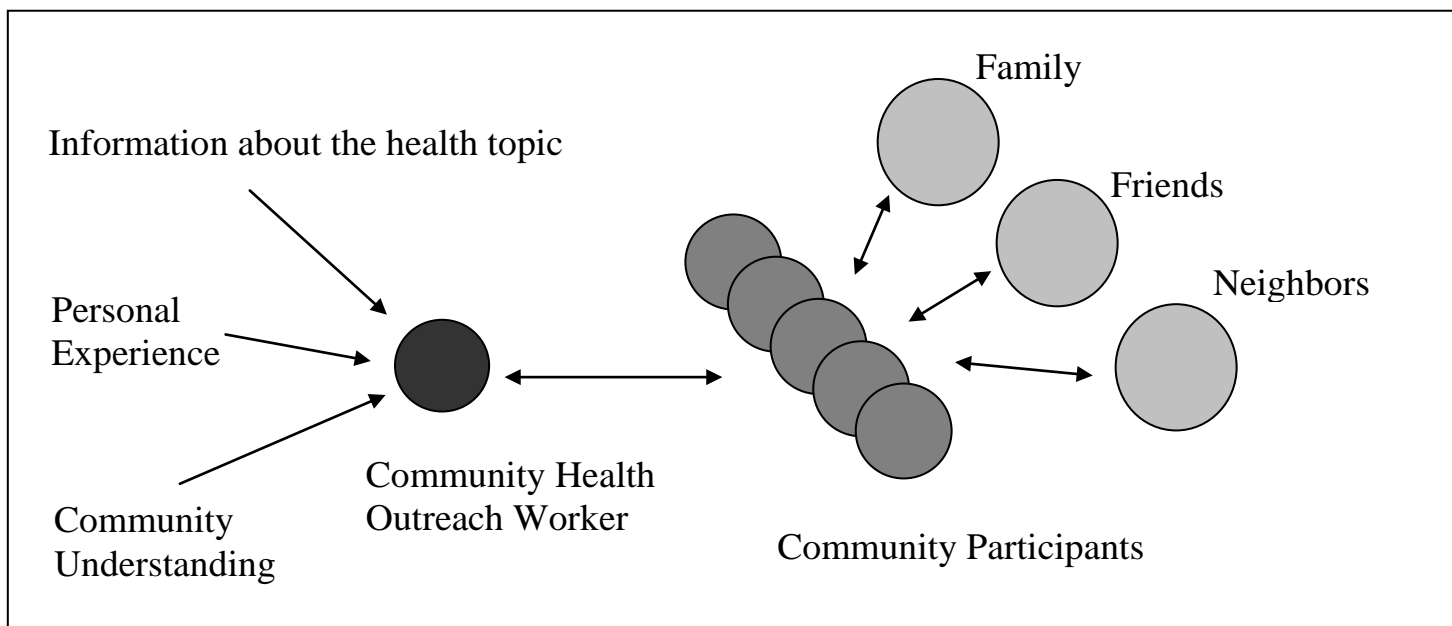 Family
Information about the health topic
Friends
Neighbors
Personal
Experience
Community Health
Outreach Worker
Community
Understanding
Community Participants